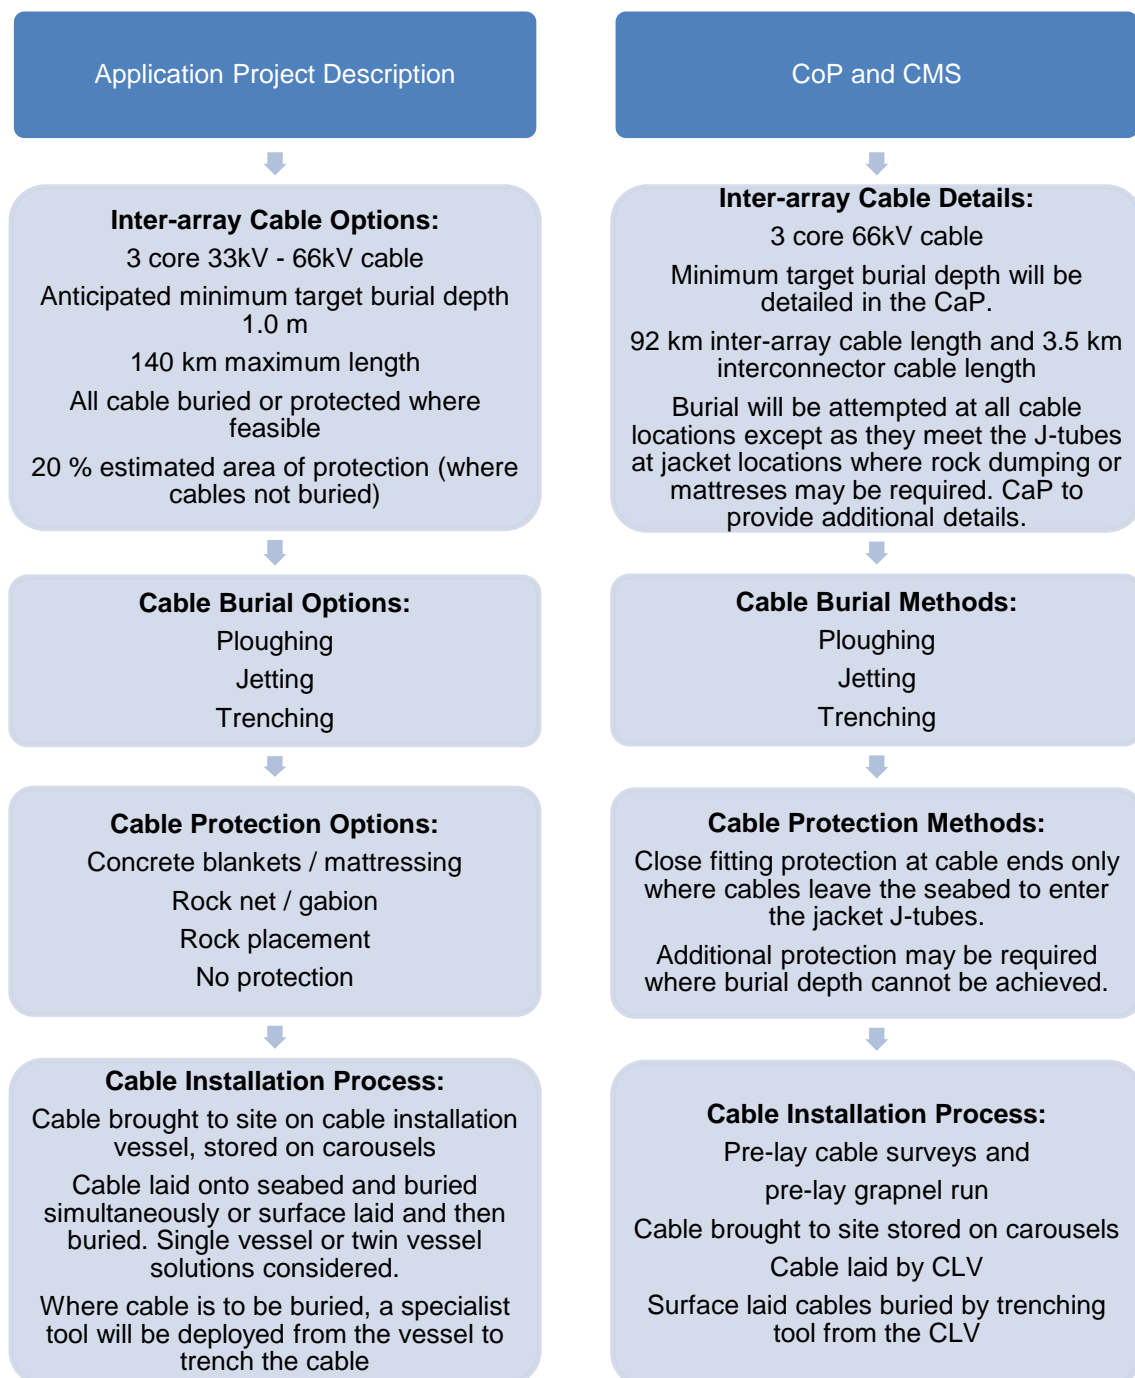 Application Project Description
Inter-array Cable Options:
3 core 33kV - 66kV cable
Anticipated minimum target burial depth
1.0 m
140 km maximum length
All cable buried or protected where
feasible
20 % estimated area of protection (where
cables not buried)
Cable Burial Options:
Ploughing
Jetting
Trenching
Cable Protection Options:
Concrete blankets / mattressing
Rock net / gabion
Rock placement
No protection
Cable Installation Process:
Cable brought to site on cable installation
vessel, stored on carousels
Cable laid onto seabed and buried
simultaneously or surface laid and then
buried. Single vessel or twin vessel
solutions considered.
Where cable is to be buried, a specialist
tool will be deployed from the vessel to
trench the cable
CoP and CMS
Inter-array Cable Details:
3 core 66kV cable
Minimum target burial depth will be
detailed in the CaP.
92 km inter-array cable length and 3.5 km
interconnector cable length
Burial will be attempted at all cable
locations except as they meet the J-tubes
at jacket locations where rock dumping or
mattreses may be required. CaP to
provide additional details.
Cable Burial Methods:
Ploughing
Jetting
Trenching
Cable Protection Methods:
Close fitting protection at cable ends only
where cables leave the seabed to enter
the jacket J-tubes.
Additional protection may be required
where burial depth cannot be achieved.
Cable Installation Process:
Pre-lay cable surveys and
pre-lay grapnel run
Cable brought to site stored on carousels
Cable laid by CLV
Surface laid cables buried by trenching
tool from the CLV